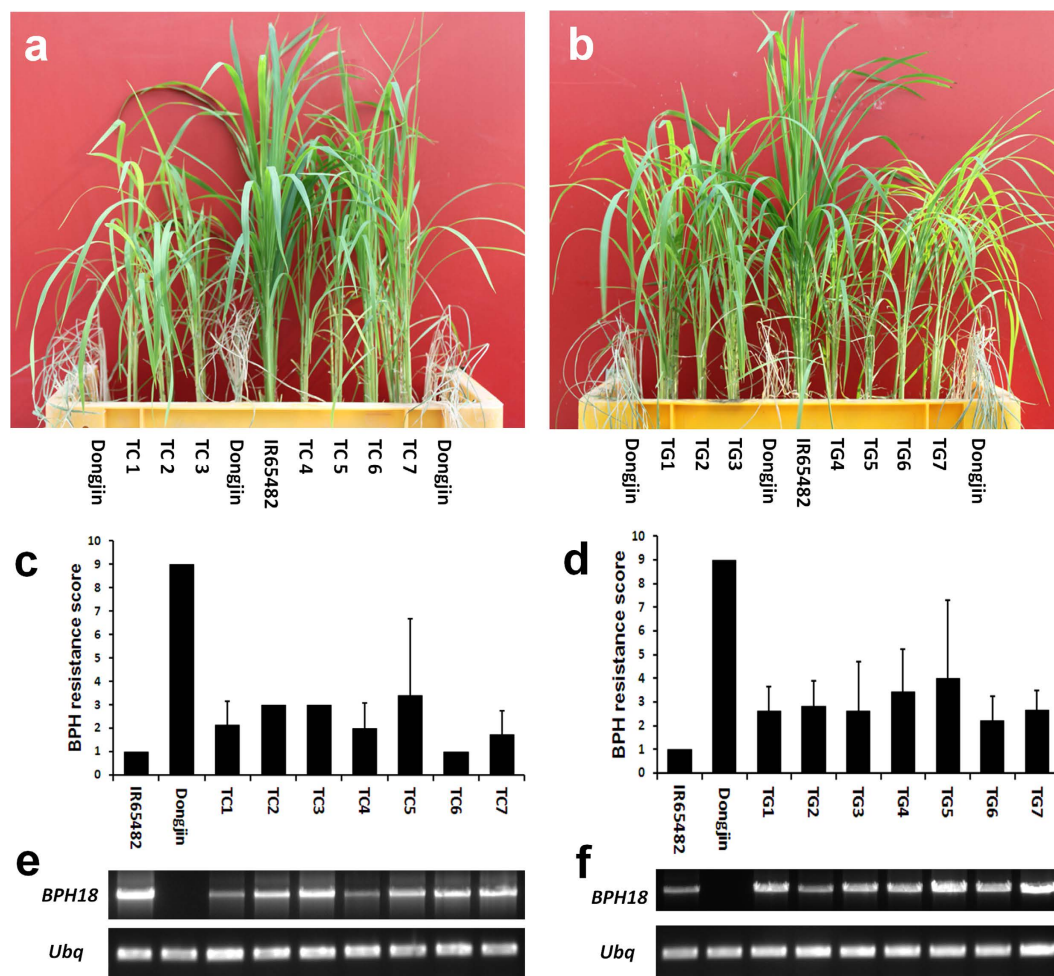 a
b
Dongjin
TC 1
TC 2
TC 3
Dongjin
IR65482
TC 4
TC 5
TC 6
TC 7
Dongjin
Dongjin
TG1
TG2
TG3
Dongjin
IR65482
TG4
TG5
TG6
TG7
Dongjin
c
BPH resistance score
10
9
8
7
6
5
4
3
2
1
0
IR65482
Dongjin
TC1
TC2
TC3
TC4
TC5
TC6
TC7
d
BPH resistance score
10
9
8
7
6
5
4
3
2
1
0
IR65482
Dongjin
TG1
TG2
TG3
TG4
TG5
TG6
TG7
e
BPH18
Ubq
f
BPH18
Ubq